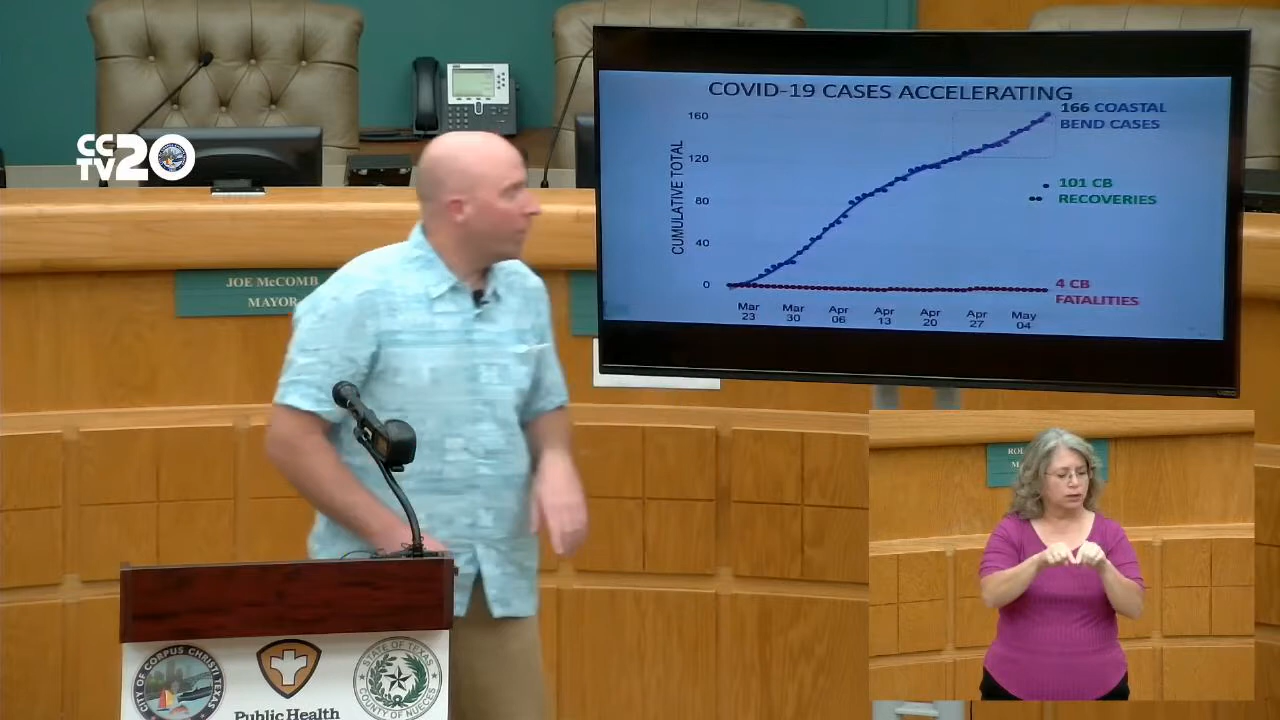 CC
TV20
JOE McCOMB
MAYOR
COVID-19 CASES ACCELERATING
166 COASTAL
BEND CASES
101 CB
RECOVERIES
4 CB
FATALITIES
CUMULATIVE TOTAL
160
120
80
40
0
Mar
23
Mar
30
Apr
06
Apr
13
Apr
20
Apr
27
May
04
CITY OF CORPUS CHRISTI TEXAS
Public Health
STATE OF TEXAS
COUNTY OF NUECES